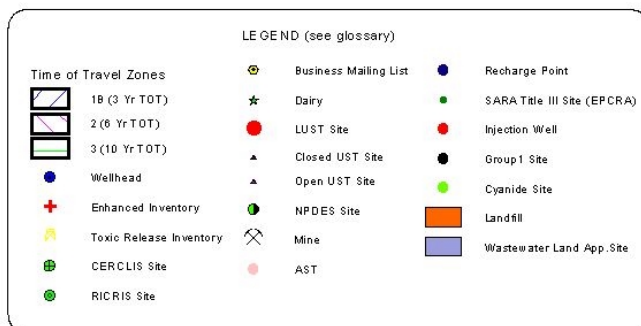 LEGEND (see glossary)
Time of Travel Zones
1B (3 Yr TOT)
2 (6 Yr TOT)
3 (10 Yr TOT)
Wellhead
Enhanced Inventory
Toxic Release Inventory
CERCLIS Site
RICRIS Site
Business Mailing List
Dairy
LUST Site
Closed UST Site
Open UST Site
NPDES Site
Mine
AST
Recharge Point
SARA Title III Site (EPCRA)
Injection Well
Group1 Site
Cyanide Site
Landfill
Wastewater Land App.Site